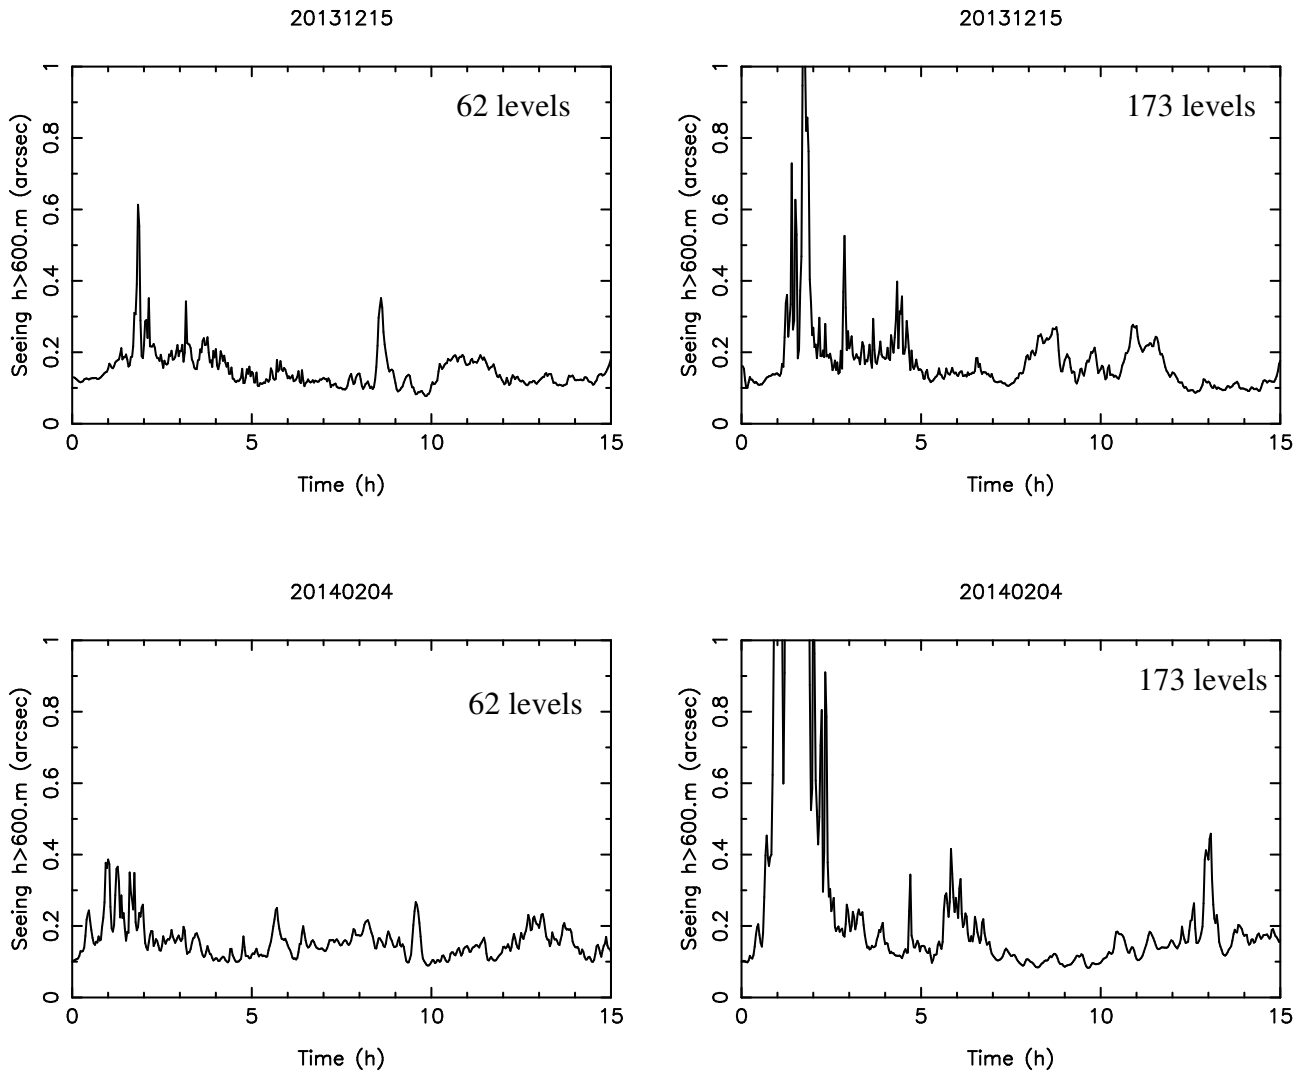 20131215
62 levels
Seeing h>600.m (arcsec)
0 0.2 0.4 0.6 0.8 1
0 5 10 15
Time (h)
20131215
173 levels
Seeing h>600.m (arcsec)
0 0.2 0.4 0.6 0.8 1
0 5 10 15
Time (h)
20140204
62 levels
Seeing h>600.m (arcsec)
0 0.2 0.4 0.6 0.8 1
0 5 10 15
Time (h)
20140204
173 levels
Seeing h>600.m (arcsec)
0 0.2 0.4 0.6 0.8 1
0 5 10 15
Time (h)